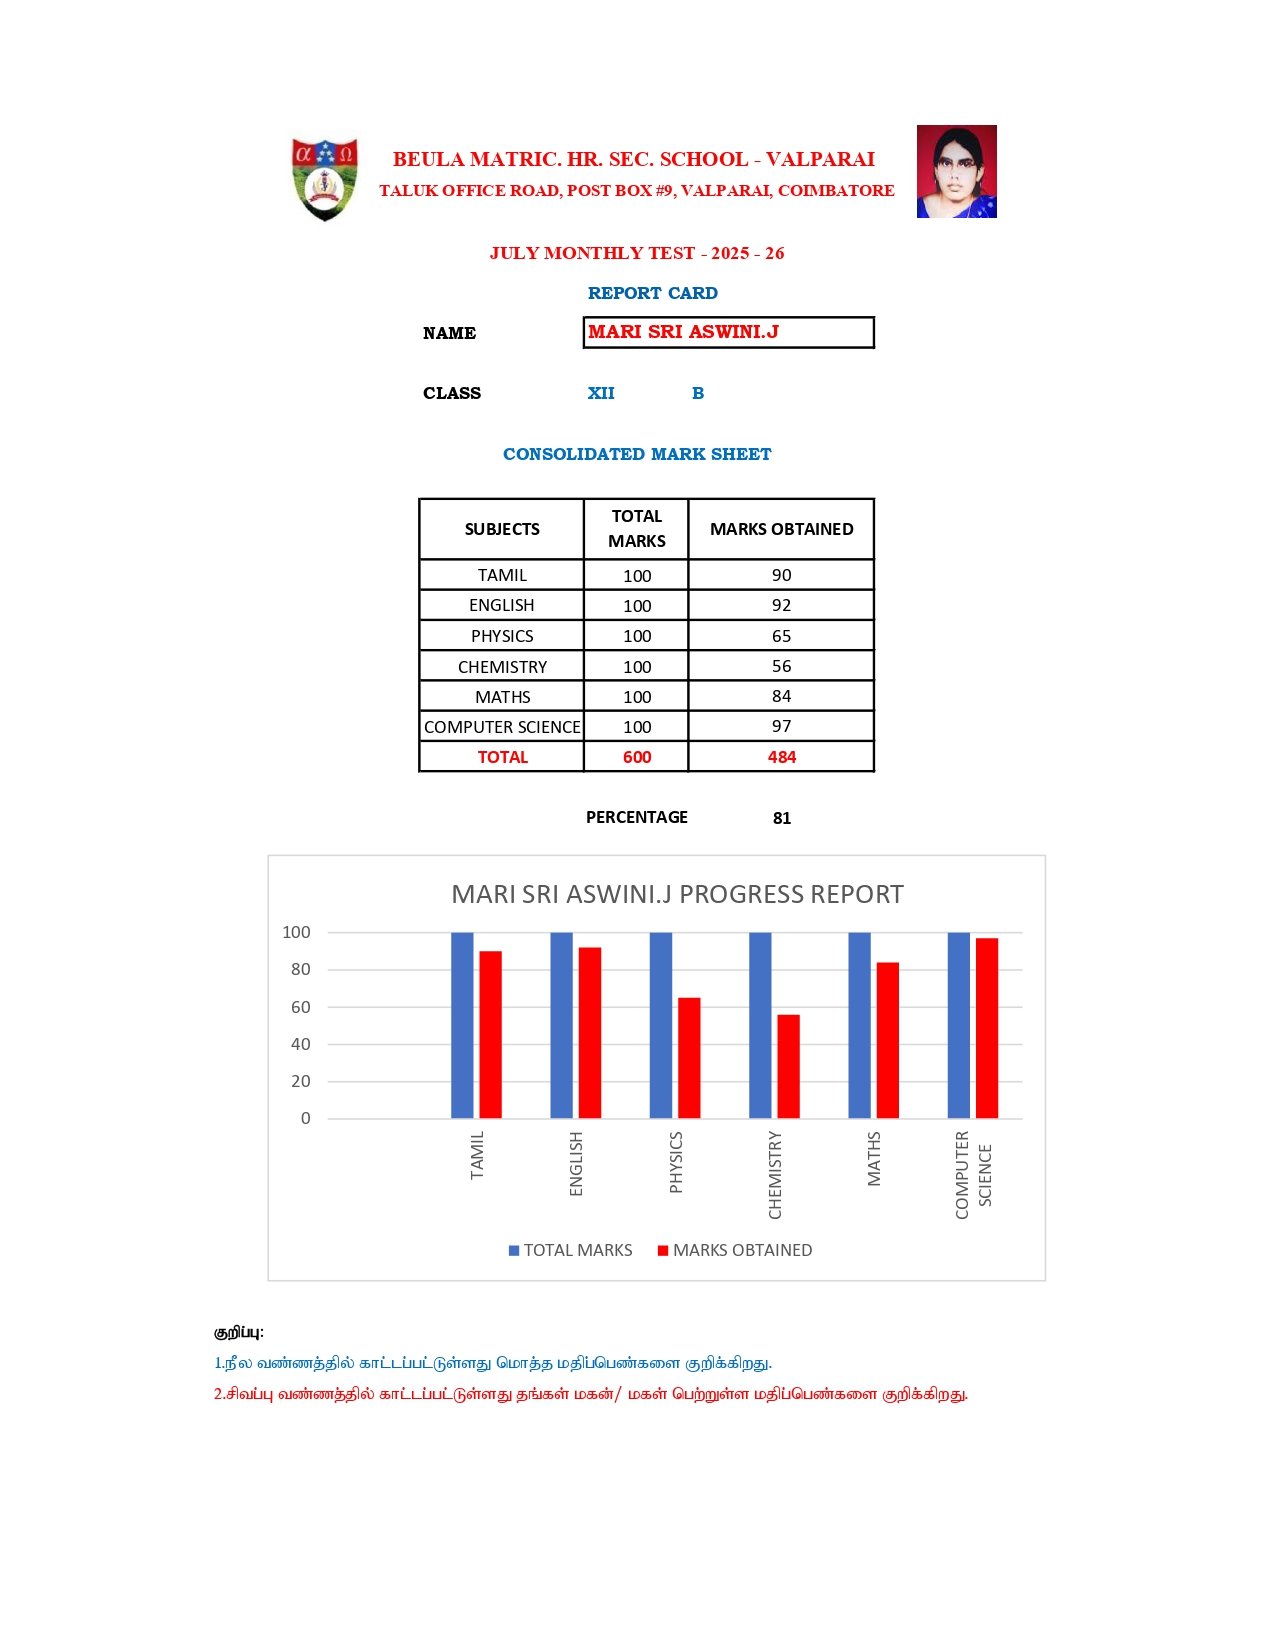 α Ω
BEULA MATRIC. HR. SEC. SCHOOL - VALPARAI
TALUK OFFICE ROAD, POST BOX #9, VALPARAI, COIMBATORE
JULY MONTHLY TEST - 2025 - 26
REPORT CARD
NAME MARI SRI ASWINI.J
CLASS XII B
CONSOLIDATED MARK SHEET
SUBJECTS TOTAL MARKS MARKS OBTAINED
TAMIL 100 90
ENGLISH 100 92
PHYSICS 100 65
CHEMISTRY 100 56
MATHS 100 84
COMPUTER SCIENCE 100 97
TOTAL 600 484
PERCENTAGE 81
MARI SRI ASWINI.J PROGRESS REPORT
100
80
60
40
20
0
TAMIL
ENGLISH
PHYSICS
CHEMISTRY
MATHS
COMPUTER
SCIENCE
TOTAL MARKS MARKS OBTAINED
குறிப்பு:
1.நீல வண்ணத்தில் காட்டப்பட்டுள்ளது மொத்த மதிப்பெண்களை குறிக்கிறது.
2.சிவப்பு வண்ணத்தில் காட்டப்பட்டுள்ளது தங்கள் மகன்/ மகள் பெற்றுள்ள மதிப்பெண்களை குறிக்கிறது.